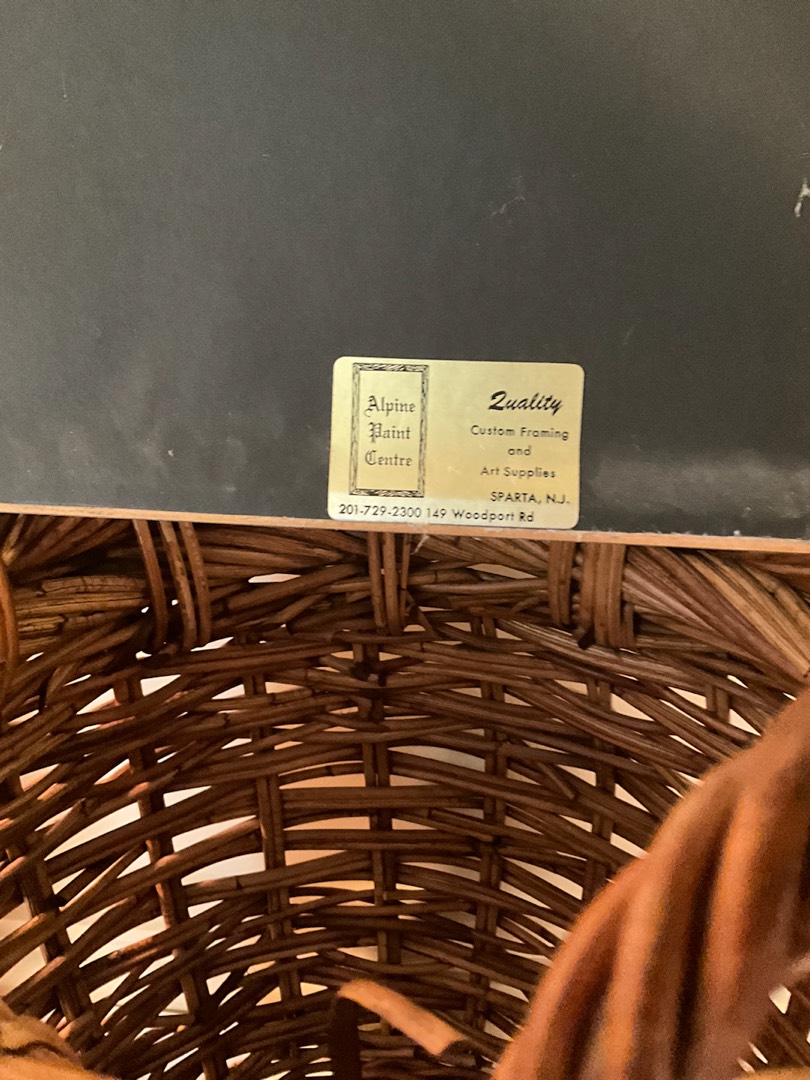 Alpine
Paint
Centre
Quality
Custom Framing
and
Art Supplies
SPARTA, N.J.
201-729-2300 149 Woodport Rd